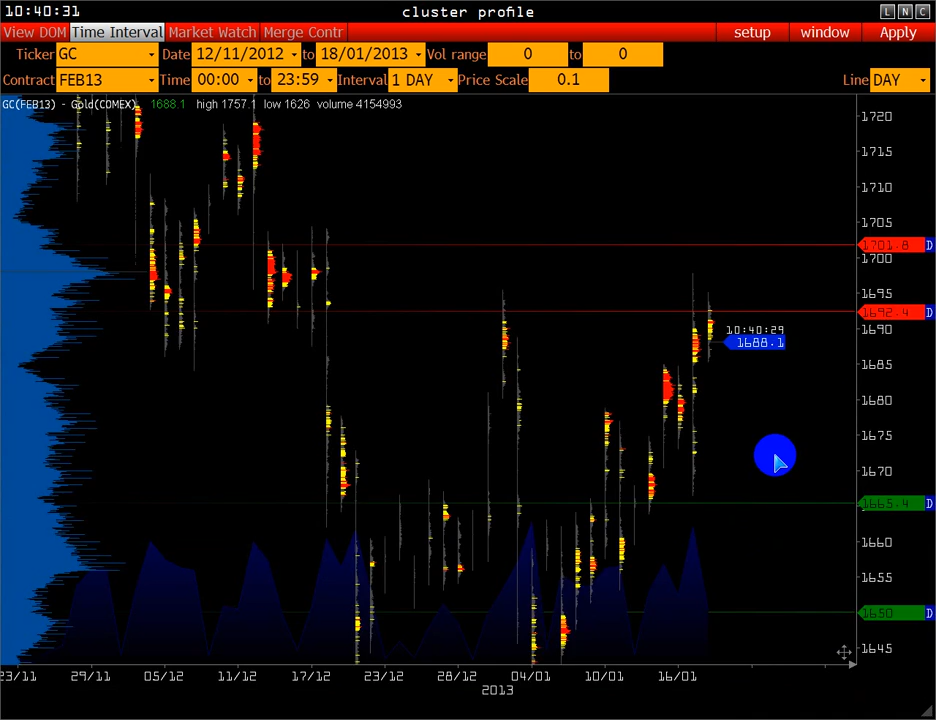 10:40:31 cluster profile L N C
View DOM Time Interval Market Watch Merge Contr setup window Apply
Ticker GC Date 12/11/2012 to 18/01/2013 Vol range 0 to 0
Contract FEB13 Time 00:00 to 23:59 Interval 1 DAY Price Scale 0.1 Line DAY
GC(FEB13) - Gold(COMEX) 1688.1 high 1757.1 low 1626 volume 4154993
1720
1715
1710
1705
1701.8 D
1700
1695
1692.4 D
1690
10:40:29
1688.1
1685
1680
1675
1670
1665.4 D
1660
1655
1650 D
1645
23/11 29/11 05/12 11/12 17/12 23/12 28/12 04/01 10/01 16/01
2013